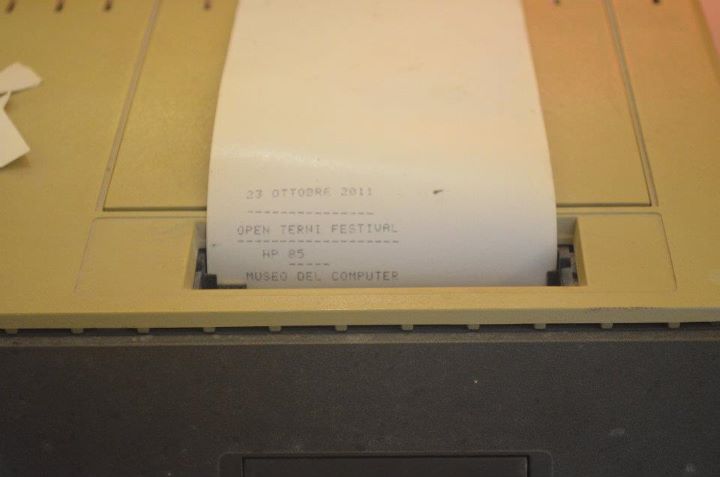 23 OTTOBRE 2011
----------------
OPEN TERNI FESTIVAL
--------------------
HP 85
-----
MUSEO DEL COMPUTER